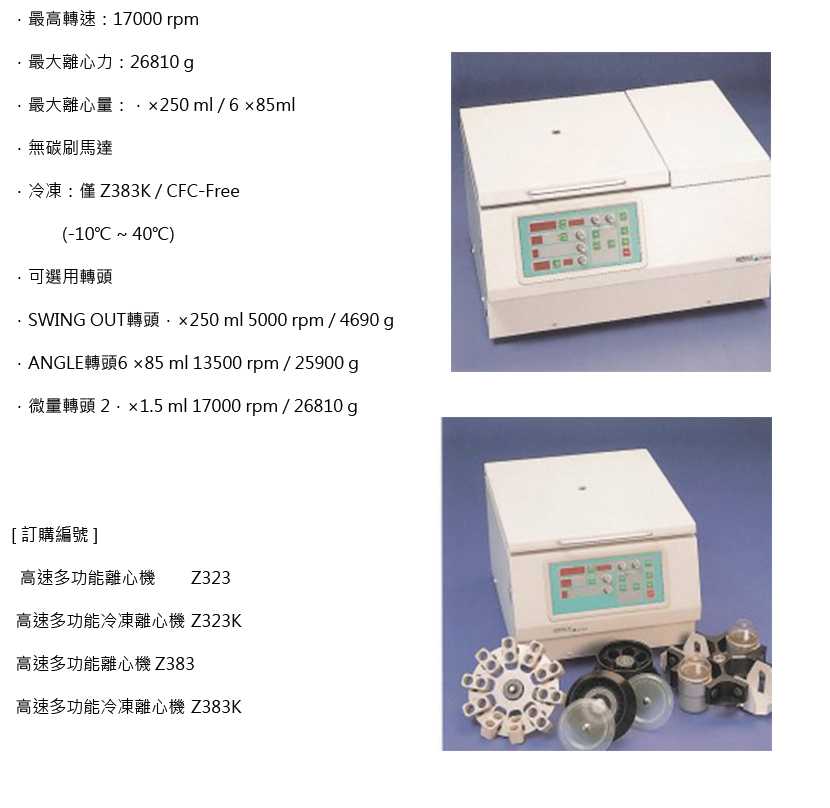 ．最高轉速：17000 rpm
．最大離心力：26810 g
．最大離心量：．×250 ml / 6 ×85ml
．無碳刷馬達
．冷凍：僅 Z383K / CFC-Free
(-10℃ ~ 40℃)
．可選用轉頭
．SWING OUT轉頭．×250 ml 5000 rpm / 4690 g
．ANGLE轉頭6 ×85 ml 13500 rpm / 25900 g
．微量轉頭 2．×1.5 ml 17000 rpm / 26810 g
[ 訂購編號 ]
高速多功能離心機 Z323
高速多功能冷凍離心機 Z323K
高速多功能離心機 Z383
高速多功能冷凍離心機 Z383K